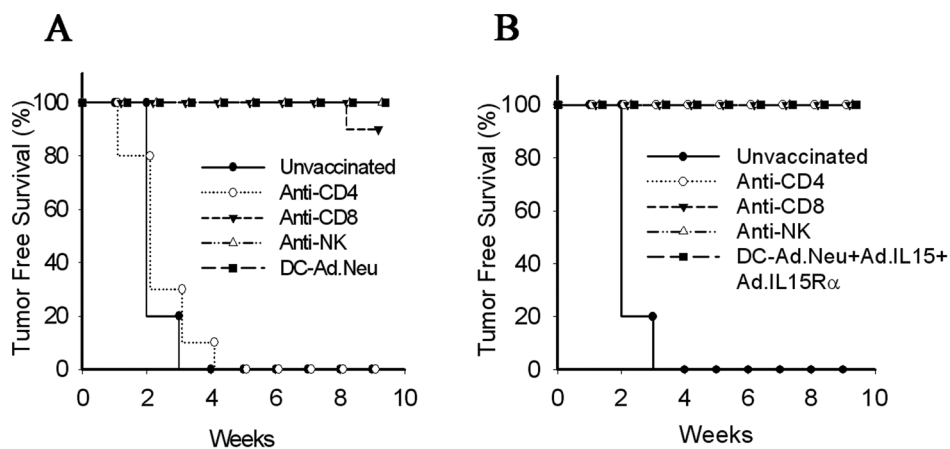 A
Tumor Free Survival (%)
100
80
60
40
20
0
0 2 4 6 8 10
Weeks
Unvaccinated
Anti-CD4
Anti-CD8
Anti-NK
DC-Ad.Neu
B
Tumor Free Survival (%)
100
80
60
40
20
0
0 2 4 6 8 10
Weeks
Unvaccinated
Anti-CD4
Anti-CD8
Anti-NK
DC-Ad.Neu+Ad.IL15+
Ad.IL15Rα